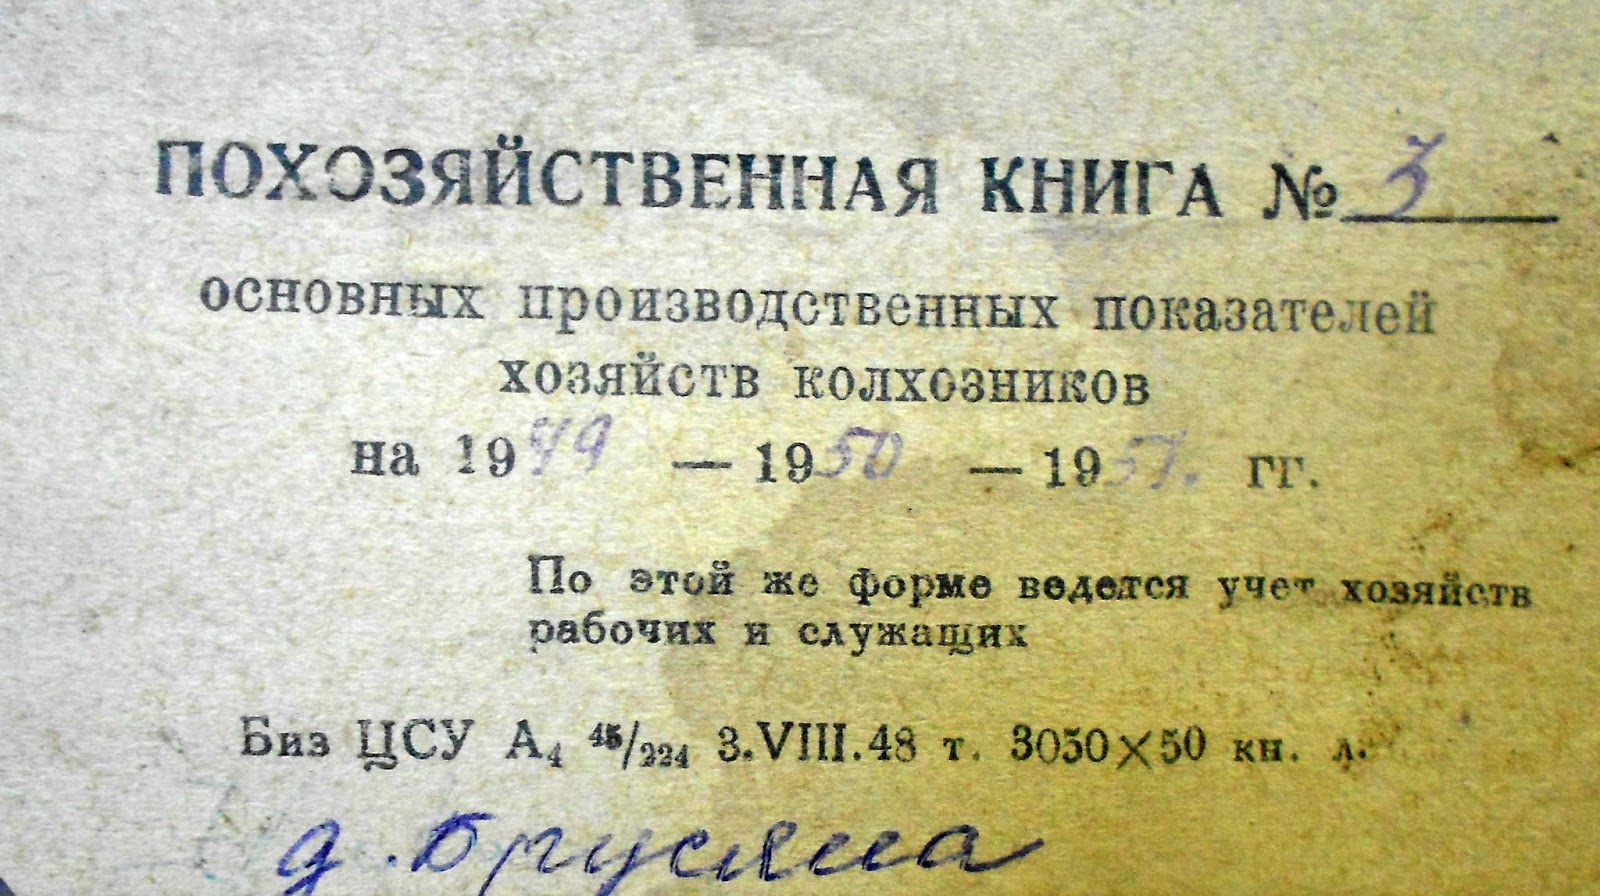 ПОХОЗЯЙСТВЕННАЯ КНИГА № 3
основных производственных показателей
хозяйств колхозников
на 1949 — 1950 — 1951. гг.
По этой же форме ведется учет хозяйств
рабочих и служащих
Биз ЦСУ А4 45/224 3.VIII.48 т. 3050×50 кн. л.
д.